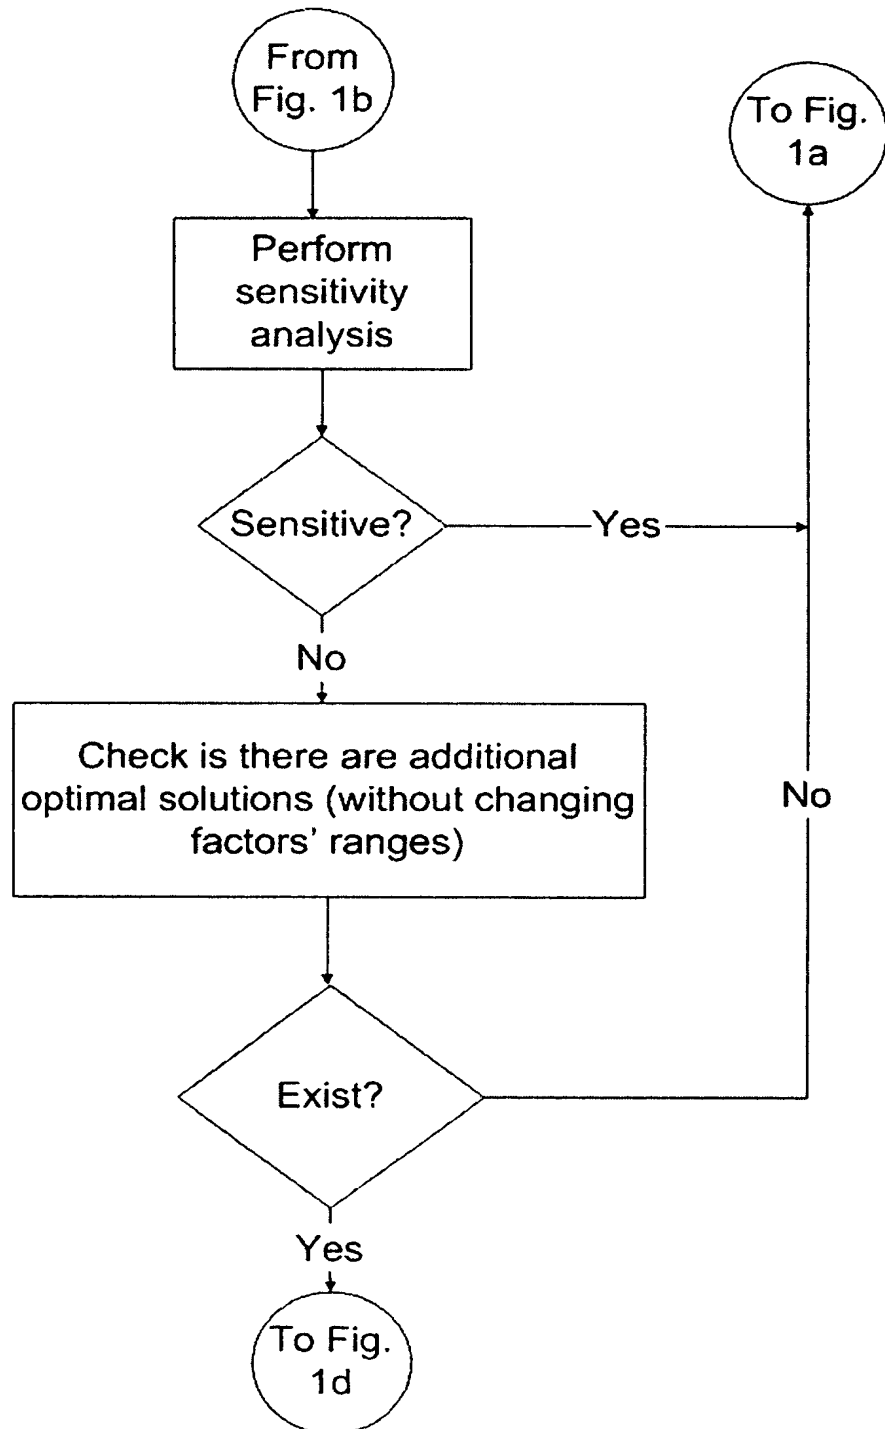 From
Fig. 1b
To Fig.
1a
Perform
sensitivity
analysis
Sensitive?
Yes
No
Check is there are additional
optimal solutions (without changing
factors' ranges)
No
Exist?
Yes
To Fig.
1d